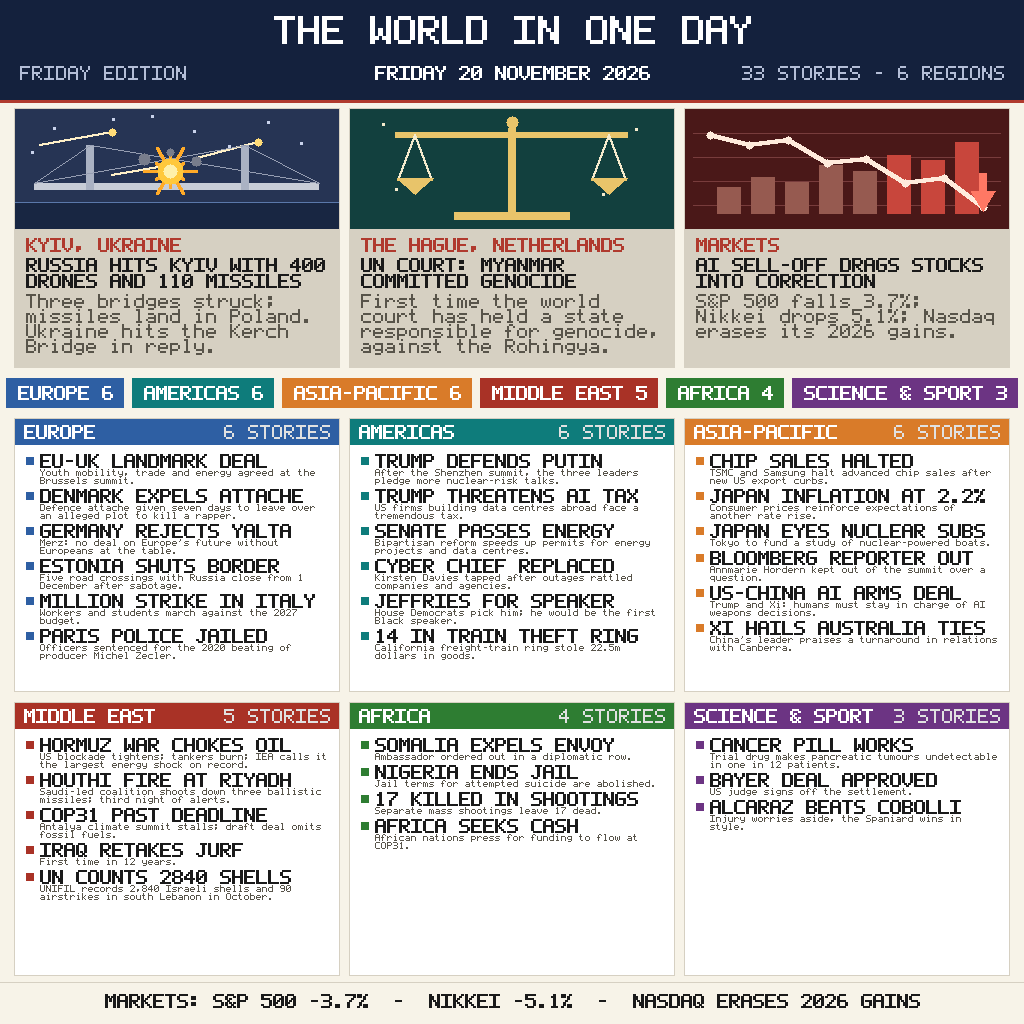 THE WORLD IN ONE DAY
FRIDAY EDITION
FRIDAY 20 NOVEMBER 2026
33 STORIES - 6 REGIONS
KYIV, UKRAINE
RUSSIA HITS KYIV WITH 400
DRONES AND 110 MISSILES
Three bridges struck;
missiles land in Poland.
Ukraine hits the Kerch
Bridge in reply.
THE HAGUE, NETHERLANDS
UN COURT: MYANMAR
COMMITTED GENOCIDE
First time the world
court has held a state
responsible for genocide,
against the Rohingya.
MARKETS
AI SELL-OFF DRAGS STOCKS
INTO CORRECTION
S&P 500 falls 3.7%;
Nikkei drops 5.1%; Nasdaq
erases its 2026 gains.
EUROPE 6
AMERICAS 6
ASIA-PACIFIC 6
MIDDLE EAST 5
AFRICA 4
SCIENCE & SPORT 3
EUROPE
6 STORIES
EU-UK LANDMARK DEAL
Youth mobility, trade and energy agreed at the
Brussels summit.
DENMARK EXPELS ATTACHE
Defence attache given seven days to leave over
an alleged plot to kill a rapper.
GERMANY REJECTS YALTA
Merz: no deal on Europe's future without
Europeans at the table.
ESTONIA SHUTS BORDER
Five road crossings with Russia close from 1
December after sabotage.
MILLION STRIKE IN ITALY
Workers and students march against the 2027
budget.
PARIS POLICE JAILED
Officers sentenced for the 2020 beating of
producer Michel Zecler.
AMERICAS
6 STORIES
TRUMP DEFENDS PUTIN
After the Shenzhen summit, the three leaders
pledge more nuclear-risk talks.
TRUMP THREATENS AI TAX
US firms building data centres abroad face a
tremendous tax.
SENATE PASSES ENERGY
Bipartisan reform speeds up permits for energy
projects and data centres.
CYBER CHIEF REPLACED
Kirsten Davies tapped after outages rattled
companies and agencies.
JEFFRIES FOR SPEAKER
House Democrats pick him; he would be the first
Black speaker.
14 IN TRAIN THEFT RING
California freight-train ring stole 22.5m
dollars in goods.
ASIA-PACIFIC
6 STORIES
CHIP SALES HALTED
TSMC and Samsung halt advanced chip sales after
new US export curbs.
JAPAN INFLATION AT 2.2%
Consumer prices reinforce expectations of
another rate rise.
JAPAN EYES NUCLEAR SUBS
Tokyo to fund a study of nuclear-powered boats.
BLOOMBERG REPORTER OUT
Annmarie Hordern kept out of the summit over a
question.
US-CHINA AI ARMS DEAL
Trump and Xi: humans must stay in charge of AI
weapons decisions.
XI HAILS AUSTRALIA TIES
China's leader praises a turnaround in relations
with Canberra.
MIDDLE EAST
5 STORIES
HORMUZ WAR CHOKES OIL
US blockade tightens; tankers burn; IEA calls it
the largest energy shock on record.
HOUTHI FIRE AT RIYADH
Saudi-led coalition shoots down three ballistic
missiles; third night of alerts.
COP31 PAST DEADLINE
Antalya climate summit stalls; draft deal omits
fossil fuels.
IRAQ RETAKES JURF
First time in 12 years.
UN COUNTS 2840 SHELLS
UNIFIL records 2,840 Israeli shells and 90
airstrikes in south Lebanon in October.
AFRICA
4 STORIES
SOMALIA EXPELS ENVOY
Ambassador ordered out in a diplomatic row.
NIGERIA ENDS JAIL
Jail terms for attempted suicide are abolished.
17 KILLED IN SHOOTINGS
Separate mass shootings leave 17 dead.
AFRICA SEEKS CASH
African nations press for funding to flow at
COP31.
SCIENCE & SPORT
3 STORIES
CANCER PILL WORKS
Trial drug makes pancreatic tumours undetectable
in one in 12 patients.
BAYER DEAL APPROVED
US judge signs off the settlement.
ALCARAZ BEATS COBOLLI
Injury worries aside, the Spaniard wins in
style.
MARKETS: S&P 500 -3.7% - NIKKEI -5.1% - NASDAQ ERASES 2026 GAINS